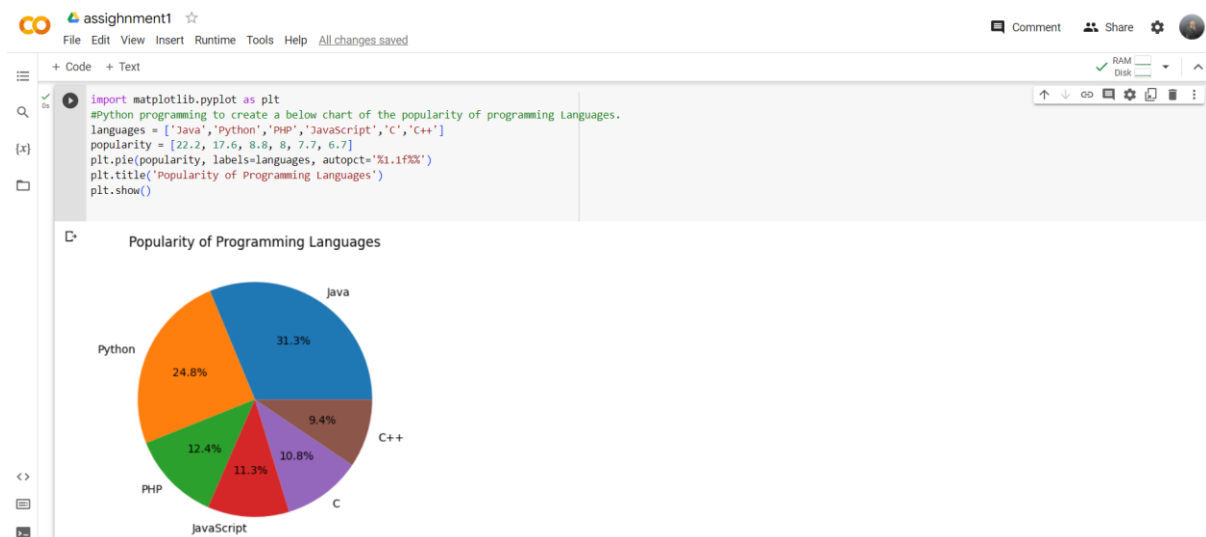 assighnment1
File Edit View Insert Runtime Tools Help All changes saved
Comment Share
+ Code + Text
RAM
Disk
0s
{x}
import matplotlib.pyplot as plt
#Python programming to create a below chart of the popularity of programming Languages.
languages = ['Java','Python','PHP','JavaScript','C','C++']
popularity = [22.2, 17.6, 8.8, 8, 7.7, 6.7]
plt.pie(popularity, labels=languages, autopct='%1.1f%%')
plt.title('Popularity of Programming Languages')
plt.show()
Popularity of Programming Languages
Java
31.3%
Python
24.8%
9.4%
C++
12.4%
10.8%
11.3%
PHP
C
JavaScript